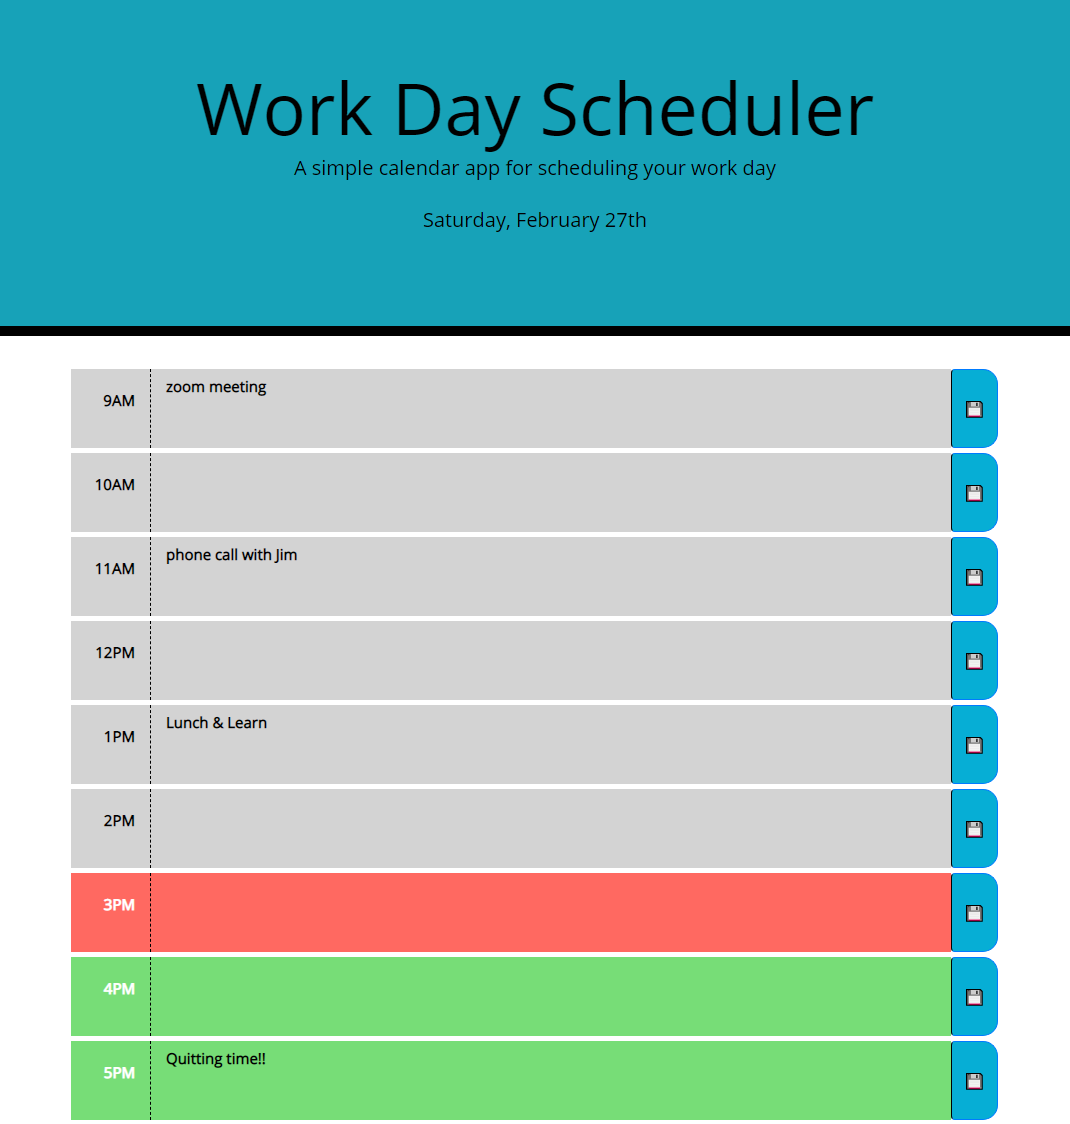 Work Day Scheduler
A simple calendar app for scheduling your work day
Saturday, February 27th
9AM
zoom meeting
10AM
11AM
phone call with Jim
12PM
1PM
Lunch & Learn
2PM
3PM
4PM
5PM
Quitting time!!